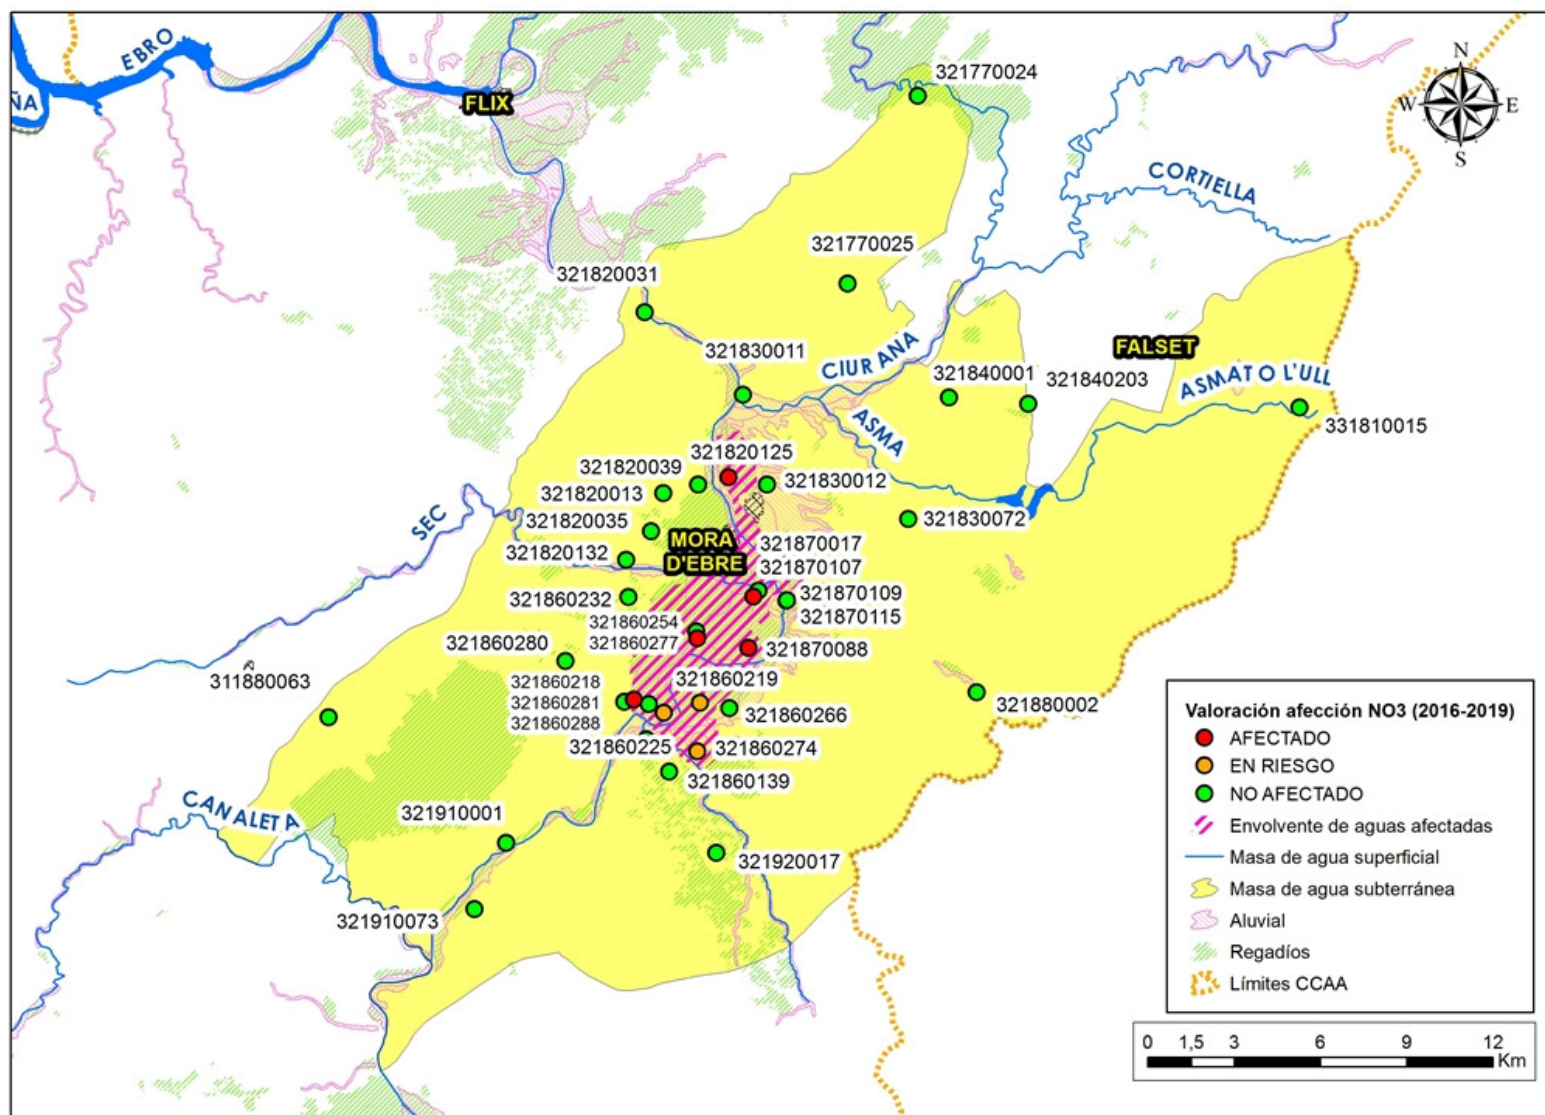 EBRO
ÑA
FLIX
321770024
N
W
E
S
CORTIELLA
321770025
321820031
321830011
CIURANA
FALSET
321840001
321840203
ASMAT O L'ULL
331810015
ASMA
321820125
321820039
321820013
321830012
321820035
321830072
SEC
MORA
D'EBRE
321870017
321820132
321870107
321860232
321870109
321870115
321860254
321860277
321860280
321870088
311880063
321860218
321860219
321860281
321860288
321860266
321880002
321860225
321860274
321860139
CANALETA
321910001
321920017
321910073
Valoración afección NO3 (2016-2019)
AFECTADO
EN RIESGO
NO AFECTADO
Envolvente de aguas afectadas
Masa de agua superficial
Masa de agua subterránea
Aluvial
Regadíos
Límites CCAA
0 1,5 3 6 9 12
Km